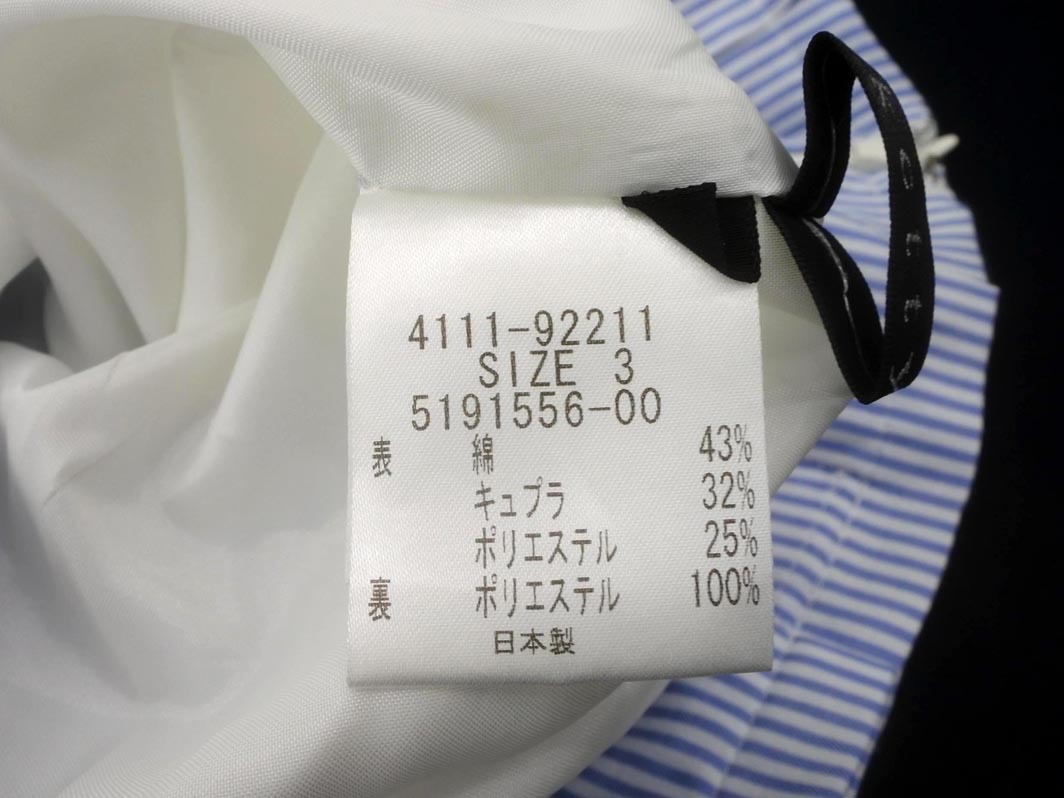 4111-92211
SIZE 3
5191556-00
表 綿 43%
キュプラ 32%
ポリエステル 25%
裏 ポリエステル 100%
日本製